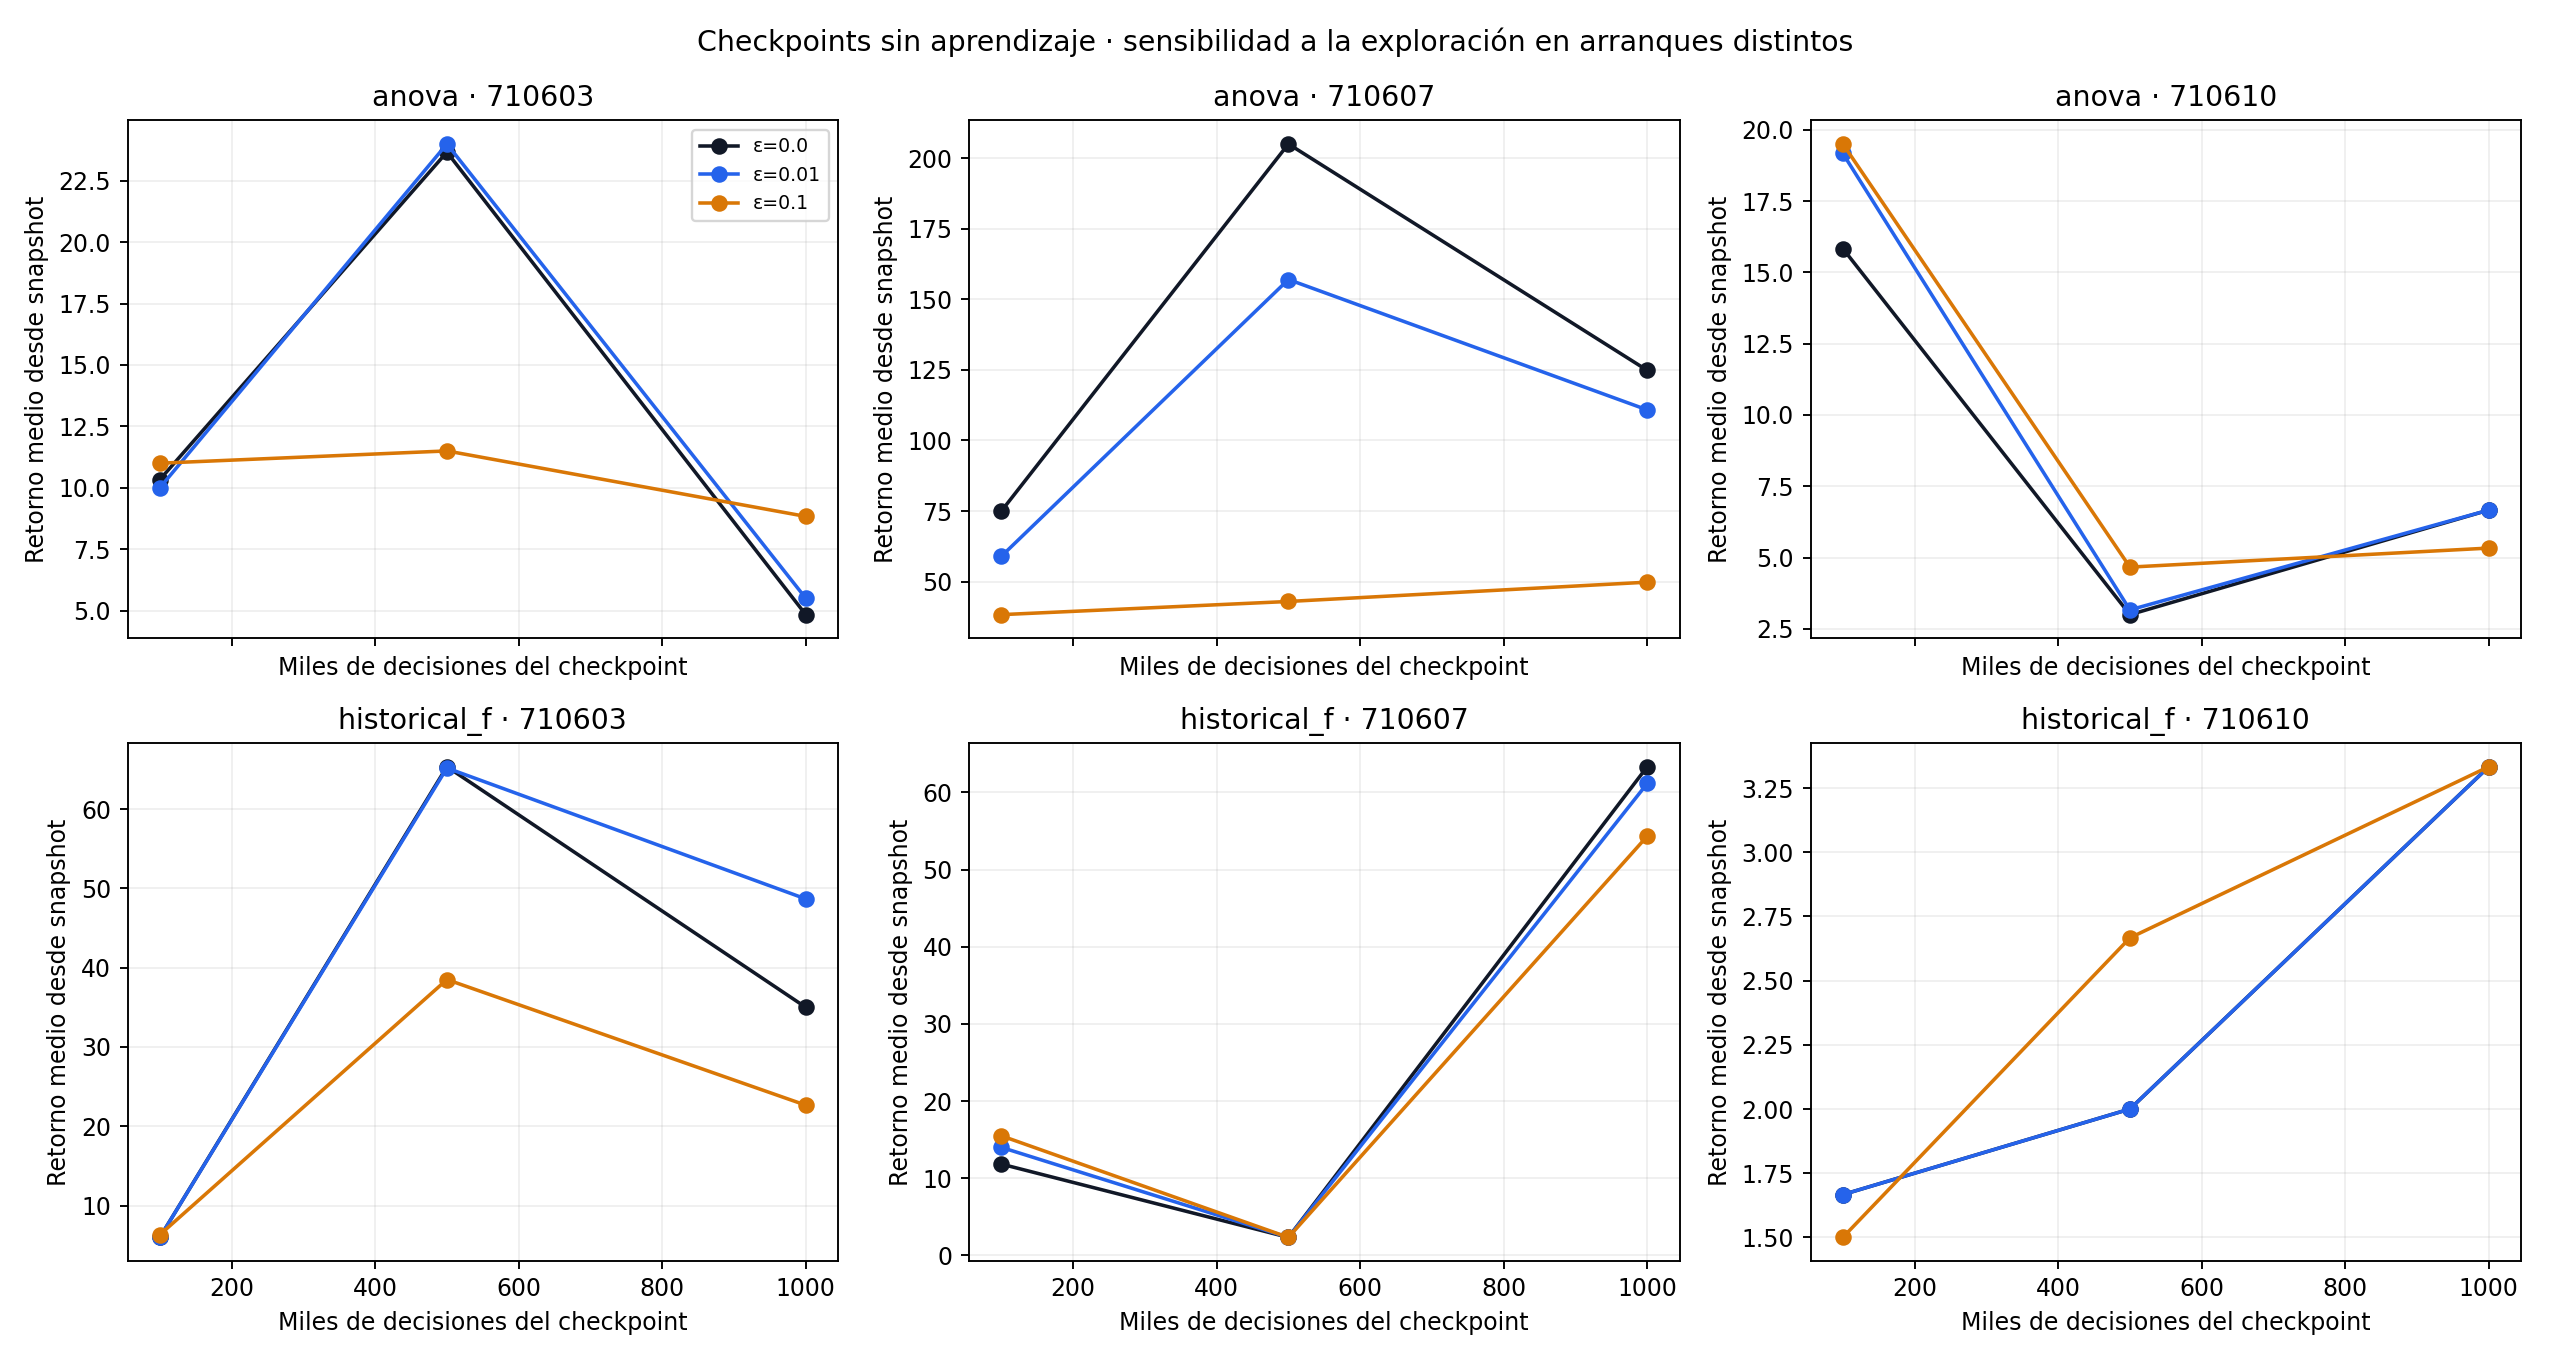 Checkpoints sin aprendizaje · sensibilidad a la exploración en arranques distintos
anova · 710603
Retorno medio desde snapshot
22.5
20.0
17.5
15.0
12.5
10.0
7.5
5.0
ε=0.0
ε=0.01
ε=0.1
Miles de decisiones del checkpoint
anova · 710607
Retorno medio desde snapshot
200
175
150
125
100
75
50
Miles de decisiones del checkpoint
anova · 710610
Retorno medio desde snapshot
20.0
17.5
15.0
12.5
10.0
7.5
5.0
2.5
Miles de decisiones del checkpoint
historical_f · 710603
Retorno medio desde snapshot
60
50
40
30
20
10
200 400 600 800 1000
Miles de decisiones del checkpoint
historical_f · 710607
Retorno medio desde snapshot
60
50
40
30
20
10
0
200 400 600 800 1000
Miles de decisiones del checkpoint
historical_f · 710610
Retorno medio desde snapshot
3.25
3.00
2.75
2.50
2.25
2.00
1.75
1.50
200 400 600 800 1000
Miles de decisiones del checkpoint